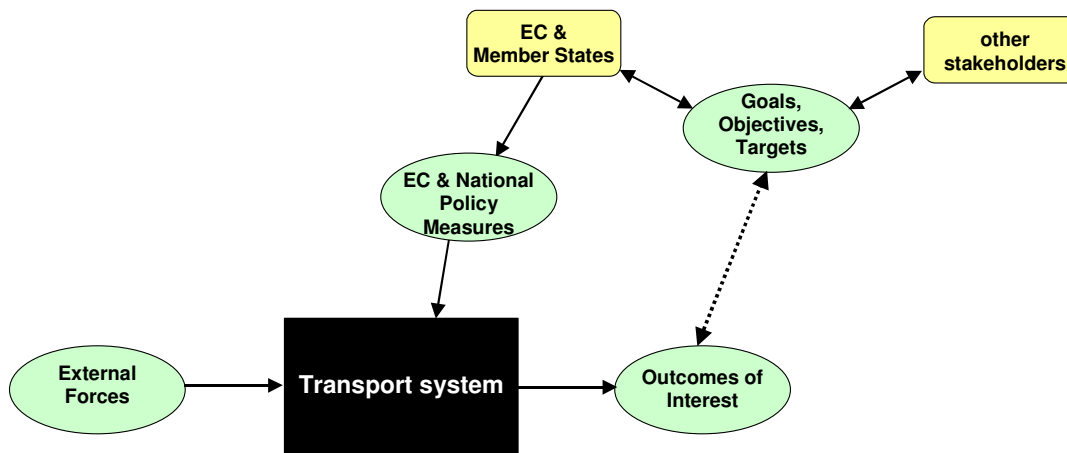 EC &
Member States
other
stakeholders
Goals,
Objectives,
Targets
EC & National
Policy
Measures
External
Forces
Transport system
Outcomes of
Interest